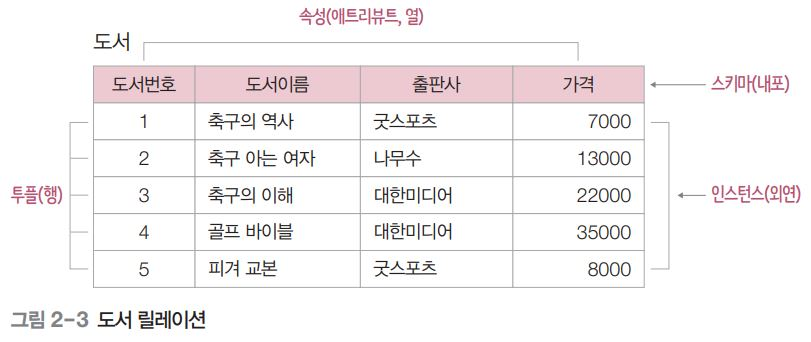 속성(애트리뷰트, 열)
도서
도서번호 도서이름 출판사 가격
스키마(내포)
1 축구의 역사 굿스포츠 7000
2 축구 아는 여자 나무수 13000
투플(행)
3 축구의 이해 대한미디어 22000
인스턴스(외연)
4 골프 바이블 대한미디어 35000
5 피겨 교본 굿스포츠 8000
그림 2-3 도서 릴레이션